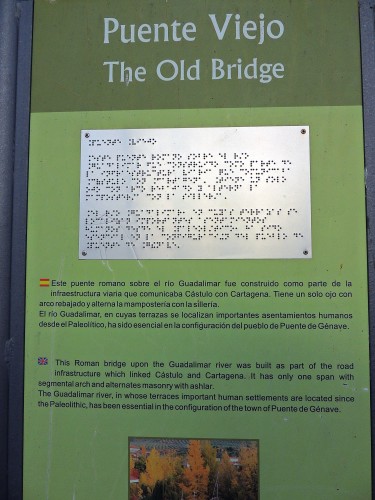 Puente Viejo
The Old Bridge
Este puente romano sobre el río Guadalimar fue construido como parte de la
infraestructura viaria que comunicaba Cástulo con Cartagena. Tiene un solo ojo con
arco rebajado y alterna la mampostería con la sillería.
El río Guadalimar, en cuyas terrazas se localizan importantes asentamientos humanos
desde el Paleolítico, ha sido esencial en la configuración del pueblo de Puente de Génave.
This Roman bridge upon the Guadalimar river was built as part of the road
infrastructure which linked Cástulo and Cartagena. It has only one span with
segmental arch and alternates masonry with ashlar.
The Guadalimar river, in whose terraces important human settlements are located since
the Paleolithic, has been essential in the configuration of the town of Puente de Génave.